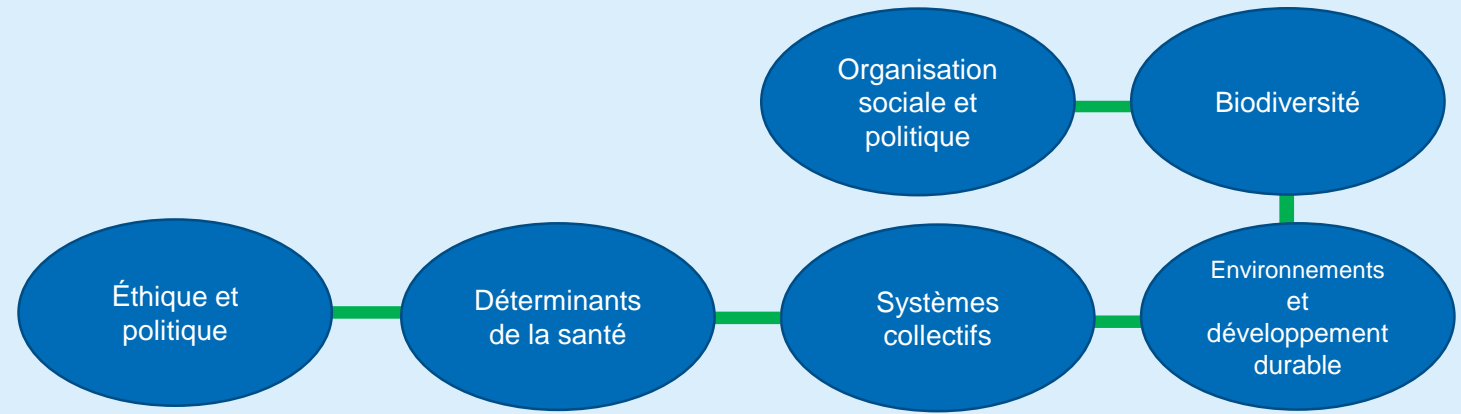 Organisation
sociale et
politique
Biodiversité
Éthique et
politique
Déterminants
de la santé
Systèmes
collectifs
Environnements
et
développement
durable